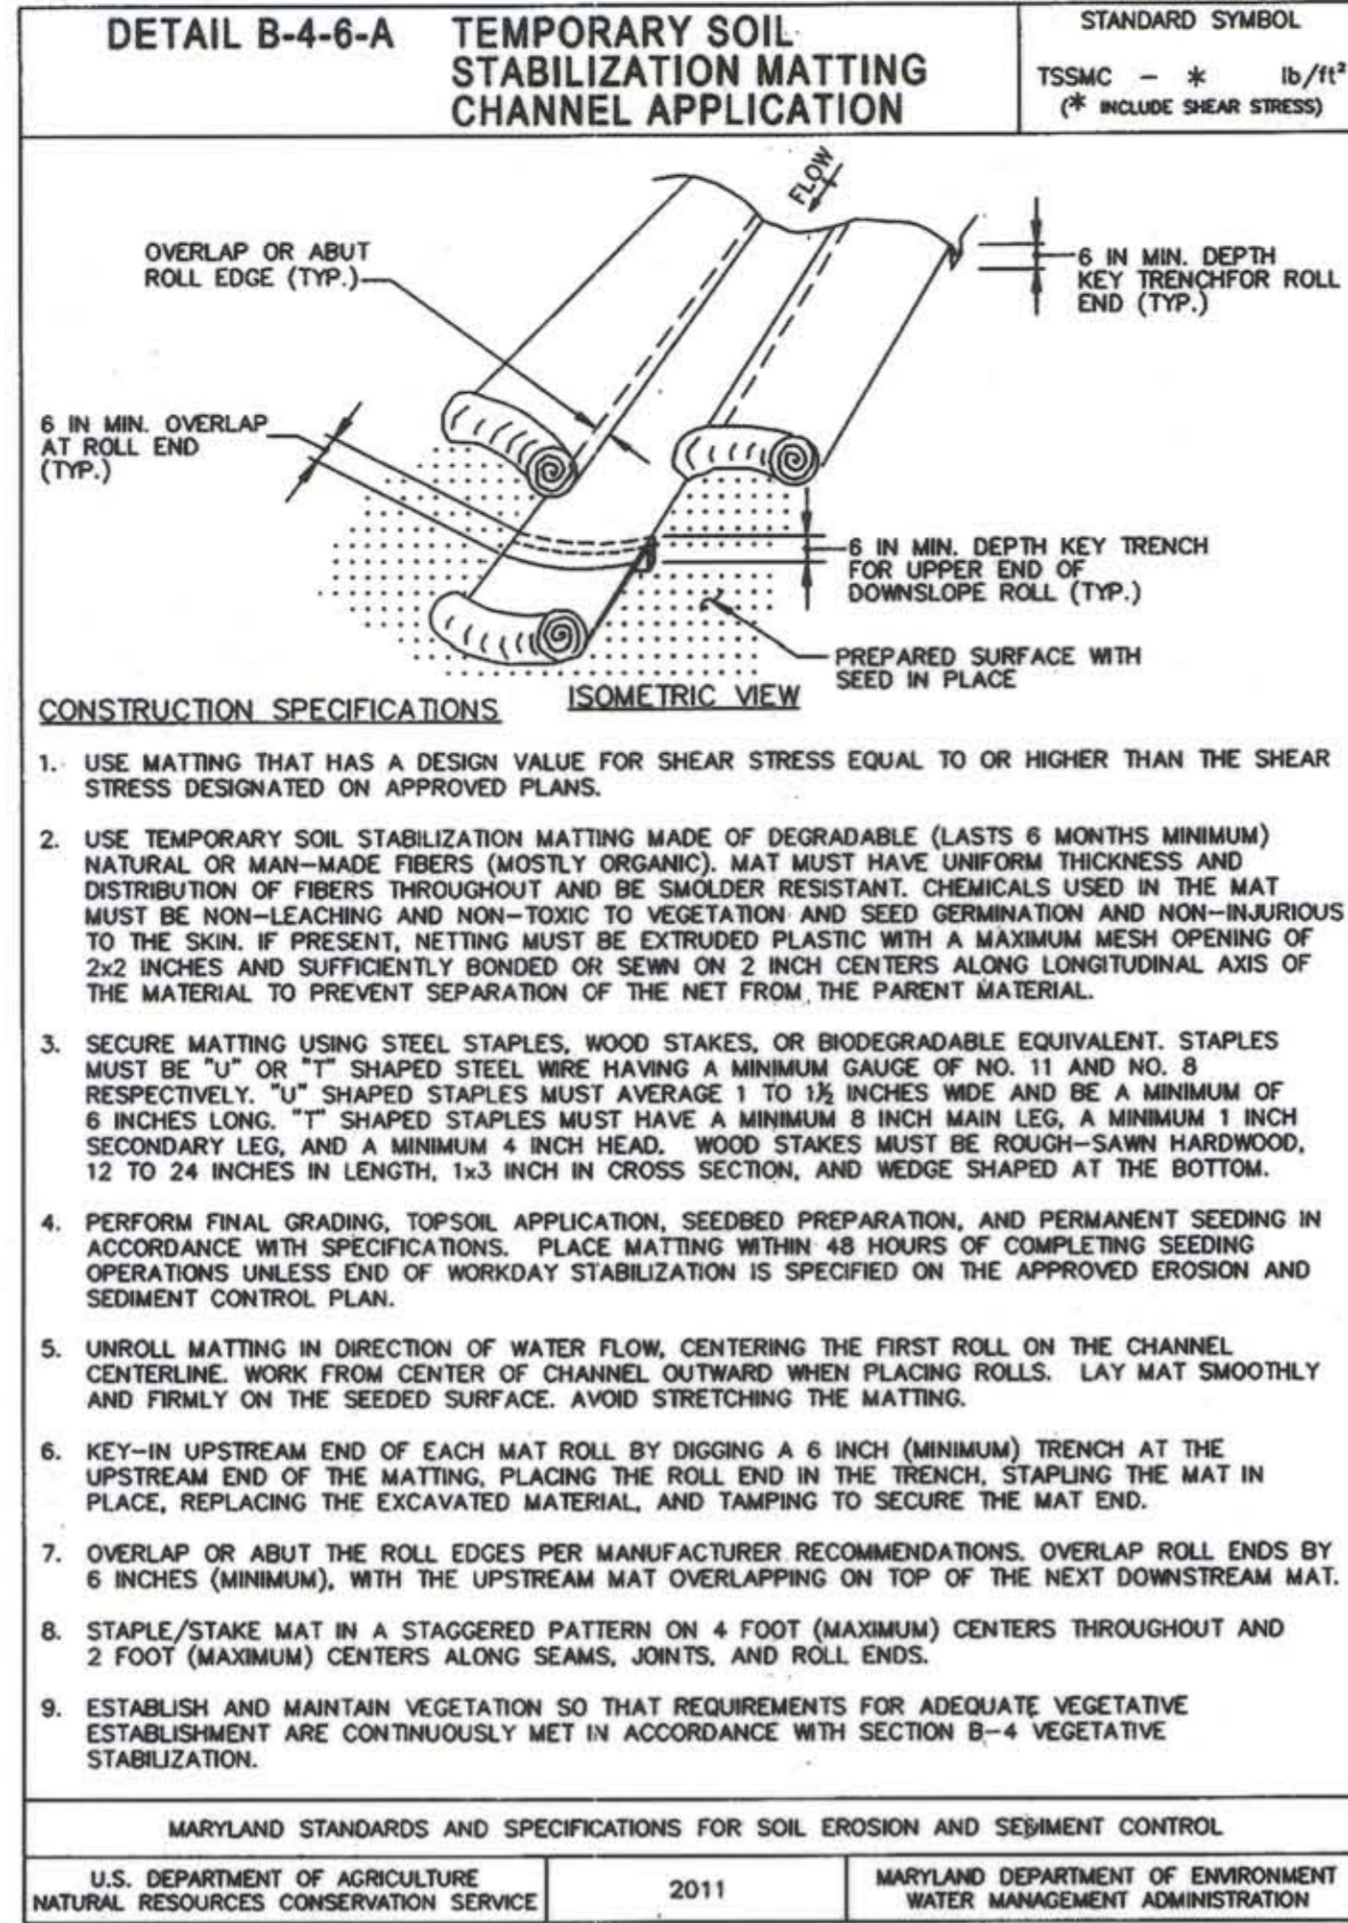 DETAIL B-4-6-A
TEMPORARY SOIL
STABILIZATION MATTING
CHANNEL APPLICATION
STANDARD SYMBOL
TSSMC - * lb/ft²
(* INCLUDE SHEAR STRESS)
FLOW
OVERLAP OR ABUT
ROLL EDGE (TYP.)
6 IN MIN. DEPTH
KEY TRENCHFOR ROLL
END (TYP.)
6 IN MIN. OVERLAP
AT ROLL END
(TYP.)
6 IN MIN. DEPTH KEY TRENCH
FOR UPPER END OF
DOWNSLOPE ROLL (TYP.)
PREPARED SURFACE WITH
SEED IN PLACE
ISOMETRIC VIEW
CONSTRUCTION SPECIFICATIONS
1. USE MATTING THAT HAS A DESIGN VALUE FOR SHEAR STRESS EQUAL TO OR HIGHER THAN THE SHEAR
STRESS DESIGNATED ON APPROVED PLANS.
2. USE TEMPORARY SOIL STABILIZATION MATTING MADE OF DEGRADABLE (LASTS 6 MONTHS MINIMUM)
NATURAL OR MAN-MADE FIBERS (MOSTLY ORGANIC). MAT MUST HAVE UNIFORM THICKNESS AND
DISTRIBUTION OF FIBERS THROUGHOUT AND BE SMOLDER RESISTANT. CHEMICALS USED IN THE MAT
MUST BE NON-LEACHING AND NON-TOXIC TO VEGETATION AND SEED GERMINATION AND NON-INJURIOUS
TO THE SKIN. IF PRESENT, NETTING MUST BE EXTRUDED PLASTIC WITH A MAXIMUM MESH OPENING OF
2x2 INCHES AND SUFFICIENTLY BONDED OR SEWN ON 2 INCH CENTERS ALONG LONGITUDINAL AXIS OF
THE MATERIAL TO PREVENT SEPARATION OF THE NET FROM THE PARENT MATERIAL.
3. SECURE MATTING USING STEEL STAPLES, WOOD STAKES, OR BIODEGRADABLE EQUIVALENT. STAPLES
MUST BE "U" OR "T" SHAPED STEEL WIRE HAVING A MINIMUM GAUGE OF NO. 11 AND NO. 8
RESPECTIVELY. "U" SHAPED STAPLES MUST AVERAGE 1 TO 1½ INCHES WIDE AND BE A MINIMUM OF
6 INCHES LONG. "T" SHAPED STAPLES MUST HAVE A MINIMUM 8 INCH MAIN LEG, A MINIMUM 1 INCH
SECONDARY LEG, AND A MINIMUM 4 INCH HEAD. WOOD STAKES MUST BE ROUGH-SAWN HARDWOOD,
12 TO 24 INCHES IN LENGTH, 1x3 INCH IN CROSS SECTION, AND WEDGE SHAPED AT THE BOTTOM.
4. PERFORM FINAL GRADING, TOPSOIL APPLICATION, SEEDBED PREPARATION, AND PERMANENT SEEDING IN
ACCORDANCE WITH SPECIFICATIONS. PLACE MATTING WITHIN 48 HOURS OF COMPLETING SEEDING
OPERATIONS UNLESS END OF WORKDAY STABILIZATION IS SPECIFIED ON THE APPROVED EROSION AND
SEDIMENT CONTROL PLAN.
5. UNROLL MATTING IN DIRECTION OF WATER FLOW, CENTERING THE FIRST ROLL ON THE CHANNEL
CENTERLINE. WORK FROM CENTER OF CHANNEL OUTWARD WHEN PLACING ROLLS. LAY MAT SMOOTHLY
AND FIRMLY ON THE SEEDED SURFACE. AVOID STRETCHING THE MATTING.
6. KEY-IN UPSTREAM END OF EACH MAT ROLL BY DIGGING A 6 INCH (MINIMUM) TRENCH AT THE
UPSTREAM END OF THE MATTING, PLACING THE ROLL END IN THE TRENCH, STAPLING THE MAT IN
PLACE, REPLACING THE EXCAVATED MATERIAL, AND TAMPING TO SECURE THE MAT END.
7. OVERLAP OR ABUT THE ROLL EDGES PER MANUFACTURER RECOMMENDATIONS. OVERLAP ROLL ENDS BY
6 INCHES (MINIMUM), WITH THE UPSTREAM MAT OVERLAPPING ON TOP OF THE NEXT DOWNSTREAM MAT.
8. STAPLE/STAKE MAT IN A STAGGERED PATTERN ON 4 FOOT (MAXIMUM) CENTERS THROUGHOUT AND
2 FOOT (MAXIMUM) CENTERS ALONG SEAMS, JOINTS, AND ROLL ENDS.
9. ESTABLISH AND MAINTAIN VEGETATION SO THAT REQUIREMENTS FOR ADEQUATE VEGETATIVE
ESTABLISHMENT ARE CONTINUOUSLY MET IN ACCORDANCE WITH SECTION B-4 VEGETATIVE
STABILIZATION.
MARYLAND STANDARDS AND SPECIFICATIONS FOR SOIL EROSION AND SEDIMENT CONTROL
U.S. DEPARTMENT OF AGRICULTURE
NATURAL RESOURCES CONSERVATION SERVICE
2011
MARYLAND DEPARTMENT OF ENVIRONMENT
WATER MANAGEMENT ADMINISTRATION